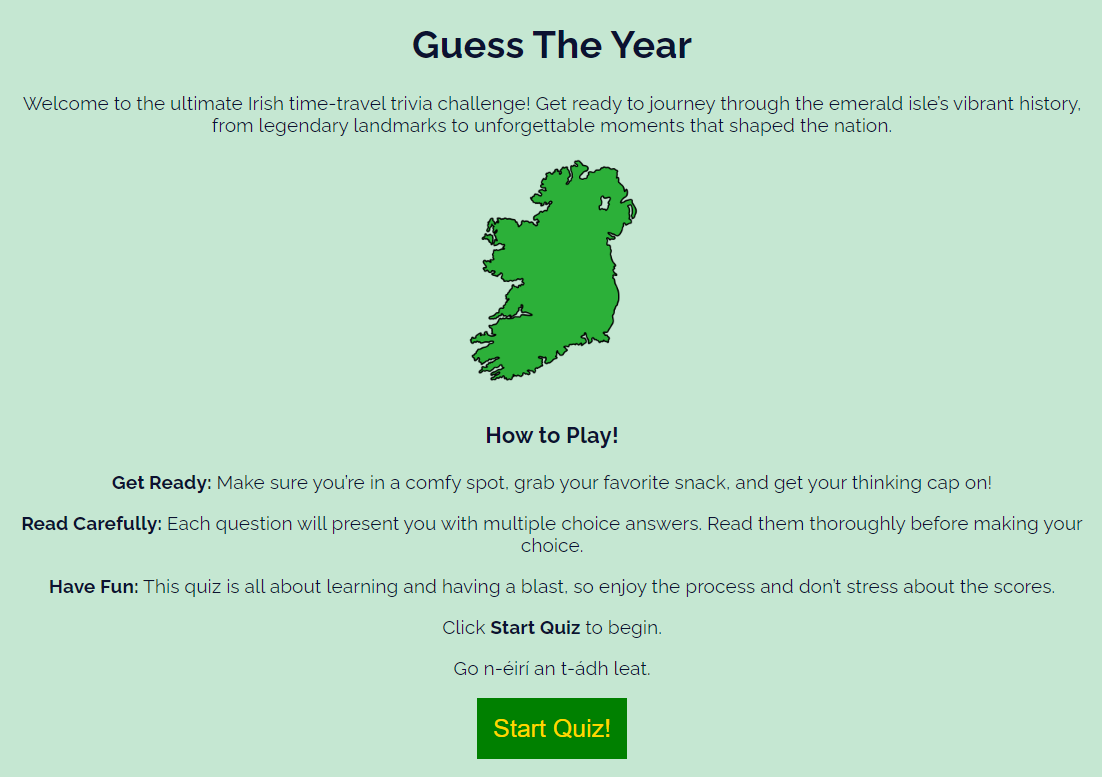 Guess The Year
Welcome to the ultimate Irish time-travel trivia challenge! Get ready to journey through the emerald isle's vibrant history,
from legendary landmarks to unforgettable moments that shaped the nation.
How to Play!
Get Ready: Make sure you're in a comfy spot, grab your favorite snack, and get your thinking cap on!
Read Carefully: Each question will present you with multiple choice answers. Read them thoroughly before making your
choice.
Have Fun: This quiz is all about learning and having a blast, so enjoy the process and don't stress about the scores.
Click Start Quiz to begin.
Go n-éirí an t-ádh leat.
Start Quiz!